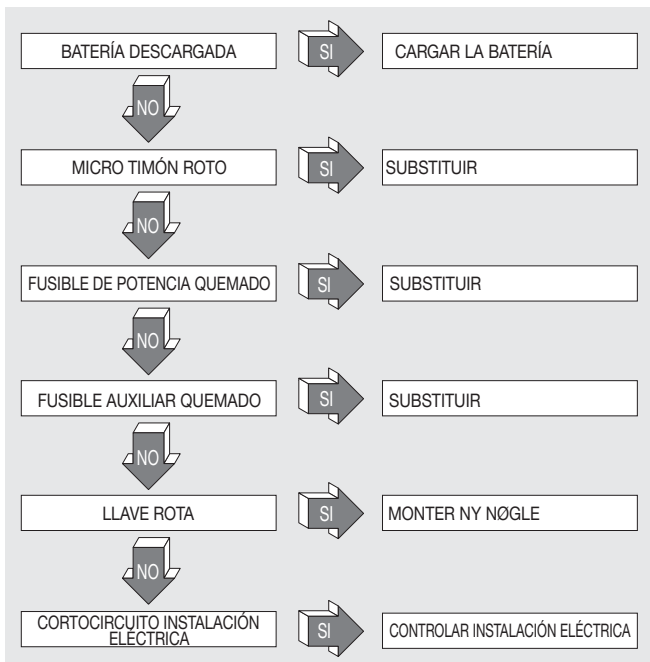 BATERÍA DESCARGADA
SI
CARGAR LA BATERÍA
NO
MICRO TIMÓN ROTO
SI
SUBSTITUIR
NO
FUSIBLE DE POTENCIA QUEMADO
SI
SUBSTITUIR
NO
FUSIBLE AUXILIAR QUEMADO
SI
SUBSTITUIR
NO
LLAVE ROTA
SI
MONTER NY NØGLE
NO
CORTOCIRCUITO INSTALACIÓN
ELÉCTRICA
SI
CONTROLAR INSTALACIÓN ELÉCTRICA